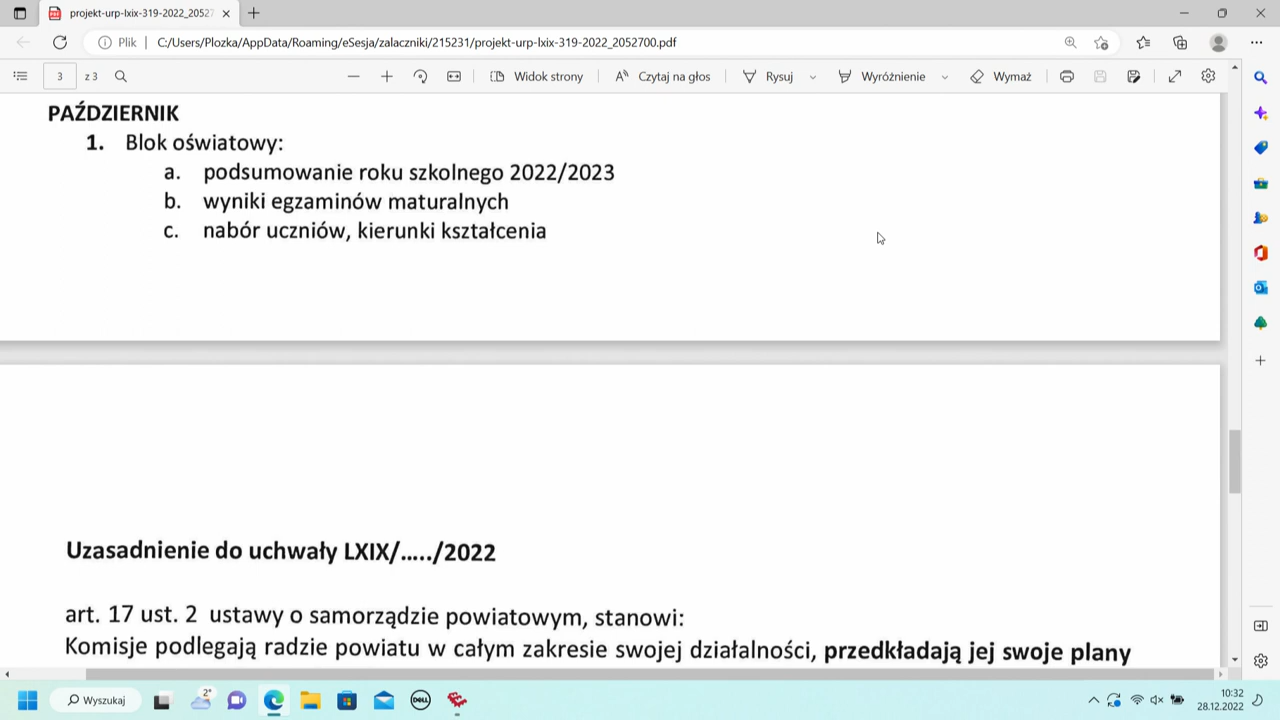 projekt-urp-lxix-319-2022_2052
Plik C:/Users/Plozka/AppData/Roaming/eSesja/zalaczniki/215231/projekt-urp-lxix-319-2022_2052700.pdf
3 z 3 Widok strony Czytaj na głos Rysuj Wyróżnienie Wymaż
PAŹDZIERNIK
1. Blok oświatowy:
a. podsumowanie roku szkolnego 2022/2023
b. wyniki egzaminów maturalnych
c. nabór uczniów, kierunki kształcenia
Uzasadnienie do uchwały LXIX/...../2022
art. 17 ust. 2 ustawy o samorządzie powiatowym, stanowi:
Komisje podlegają radzie powiatu w całym zakresie swojej działalności, przedkładają jej swoje plany
Wyszukaj 2° DELL 10:32
28.12.2022